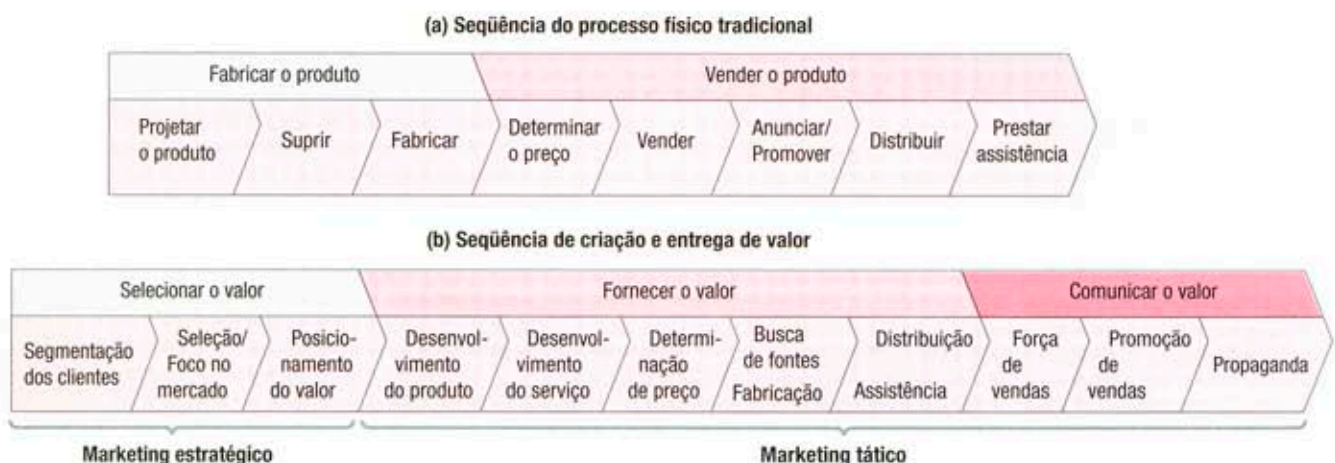 (a) Seqüência do processo físico tradicional
Fabricar o produto
Vender o produto
Projetar
o produto
Suprir
Fabricar
Determinar
o preço
Vender
Anunciar/
Promover
Distribuir
Prestar
assistência
(b) Seqüência de criação e entrega de valor
Selecionar o valor
Fornecer o valor
Comunicar o valor
Segmentação
dos clientes
Seleção/
Foco no
mercado
Posicio-
namento
do valor
Desenvol-
vimento
do produto
Desenvol-
vimento
do serviço
Determi-
nação
de preço
Busca
de fontes
Fabricação
Distribuição
Assistência
Força
de
vendas
Promoção
de
vendas
Propaganda
Marketing estratégico
Marketing tático